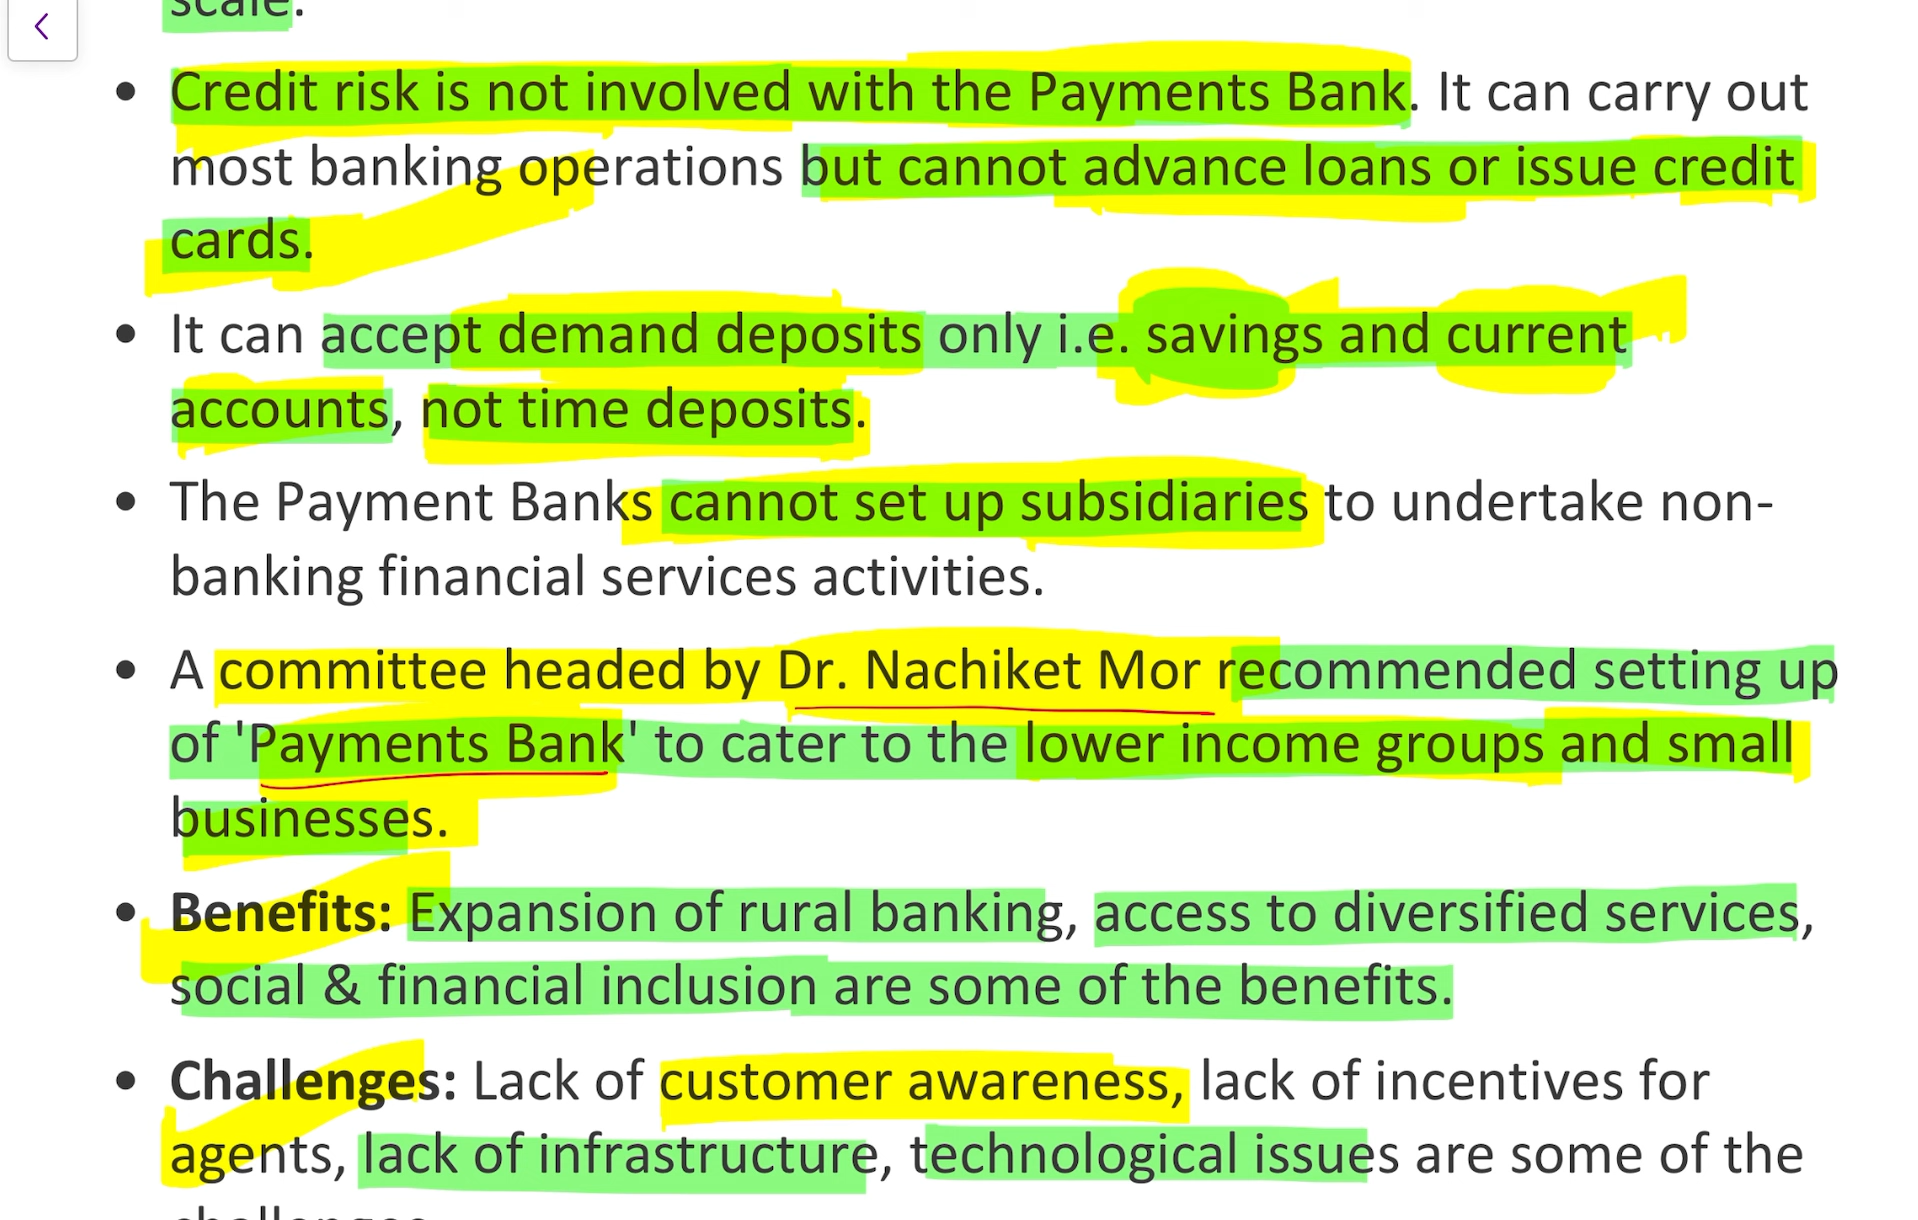 scale.
• Credit risk is not involved with the Payments Bank. It can carry out
most banking operations but cannot advance loans or issue credit
cards.
• It can accept demand deposits only i.e. savings and current
accounts, not time deposits.
• The Payment Banks cannot set up subsidiaries to undertake non-
banking financial services activities.
• A committee headed by Dr. Nachiket Mor recommended setting up
of 'Payments Bank' to cater to the lower income groups and small
businesses.
• Benefits: Expansion of rural banking, access to diversified services,
social & financial inclusion are some of the benefits.
• Challenges: Lack of customer awareness, lack of incentives for
agents, lack of infrastructure, technological issues are some of the
challenges.